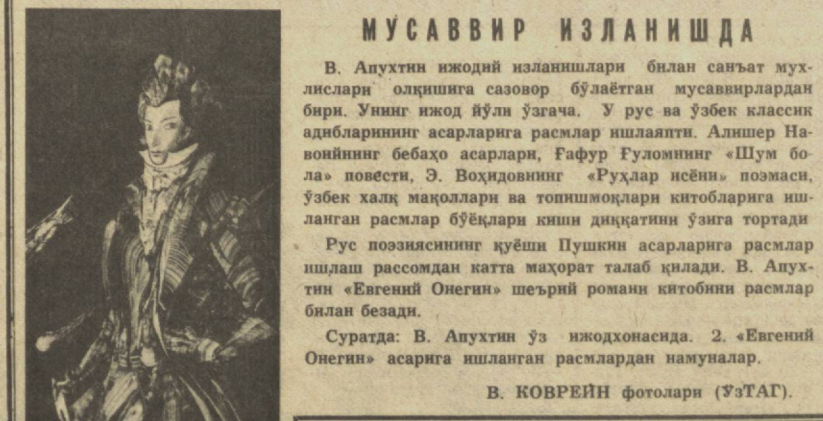 МУСАВВИР ИЗЛАНИШДА
В. Апухтин ижодий изланишлари билан санъат мух-
лислари олқишига сазовор бўлаётган мусаввирлардан
бири. Унинг ижод йўли ўзгача. У рус ва ўзбек классик
адибларининг асарларига расмлар ишлаяпти. Алишер На-
воийнинг бебаҳо асарлари, Ғафур Ғуломнинг «Шум бо-
ла» повести, Э. Воҳидовнинг «Руҳлар исёни» поэмаси,
ўзбек халқ мақоллари ва топишмоқлари китобларига иш-
ланган расмлар бўёқлари киши диққатини ўзига тортади
Рус поэзиясининг қуёши Пушкин асарларига расмлар
ишлаш рассомдан катта маҳорат талаб қилади. В. Апух-
тин «Евгений Онегин» шеърий романи китобини расмлар
билан безади.
Суратда: В. Апухтин ўз ижодхонасида. 2. «Евгений
Онегин» асарига ишланган расмлардан намуналар.
В. КОВРЕЙН фотолари (ЎзТАГ).